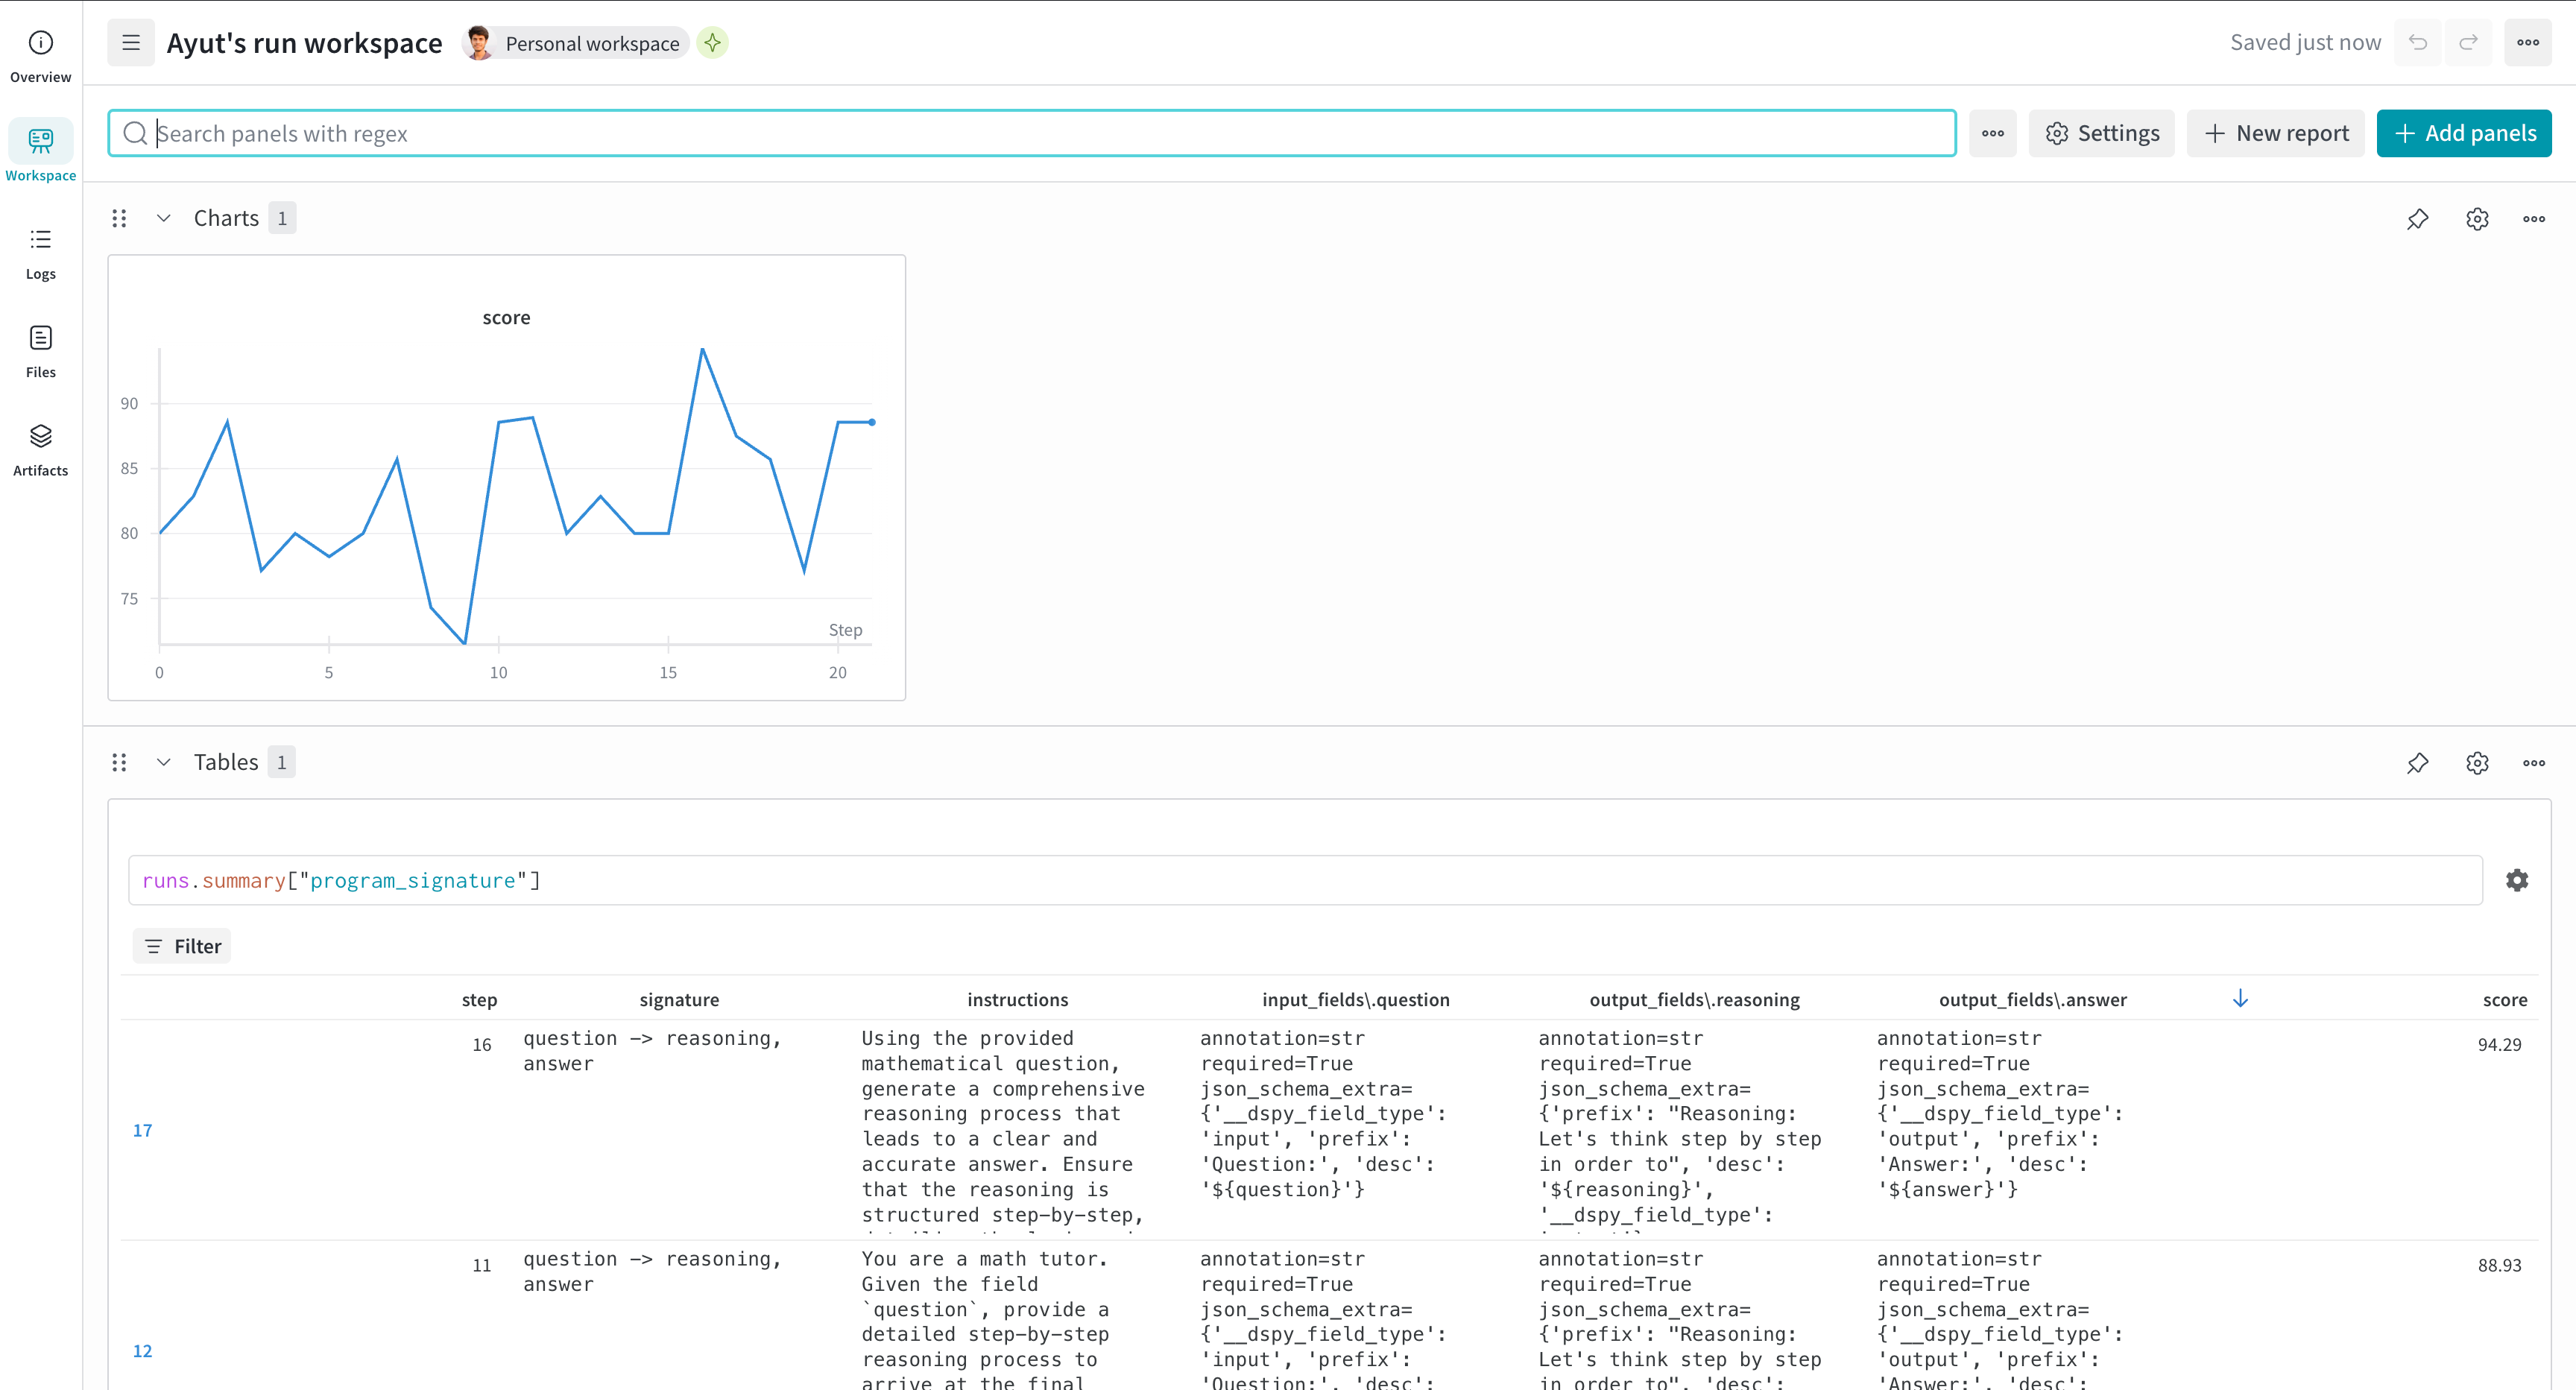 Overview
Workspace
Logs
Files
Artifacts
Ayut's run workspace
Personal workspace
Saved just now
Search panels with regex
Settings
New report
Add panels
Charts 1
score
90
85
80
75
Step
0 5 10 15 20
Tables 1
runs.summary["program_signature"]
Filter
step signature instructions input_fields\.question output_fields\.reasoning output_fields\.answer score
17
16
question -> reasoning,
answer
Using the provided
mathematical question,
generate a comprehensive
reasoning process that
leads to a clear and
accurate answer. Ensure
that the reasoning is
structured step-by-step,
annotation=str
required=True
json_schema_extra=
{'__dspy_field_type':
'input', 'prefix':
'Question:', 'desc':
'${question}'}
annotation=str
required=True
json_schema_extra=
{'prefix': "Reasoning:
Let's think step by step
in order to", 'desc':
'${reasoning}',
'__dspy_field_type':
annotation=str
required=True
json_schema_extra=
{'__dspy_field_type':
'output', 'prefix':
'Answer:', 'desc':
'${answer}'}
94.29
12
11
question -> reasoning,
answer
You are a math tutor.
Given the field
`question`, provide a
detailed step-by-step
reasoning process to
arrive at the final
annotation=str
required=True
json_schema_extra=
{'__dspy_field_type':
'input', 'prefix':
'Question:', 'desc':
annotation=str
required=True
json_schema_extra=
{'prefix': "Reasoning:
Let's think step by step
in order to", 'desc':
annotation=str
required=True
json_schema_extra=
{'__dspy_field_type':
'output', 'prefix':
'Answer:', 'desc':
88.93